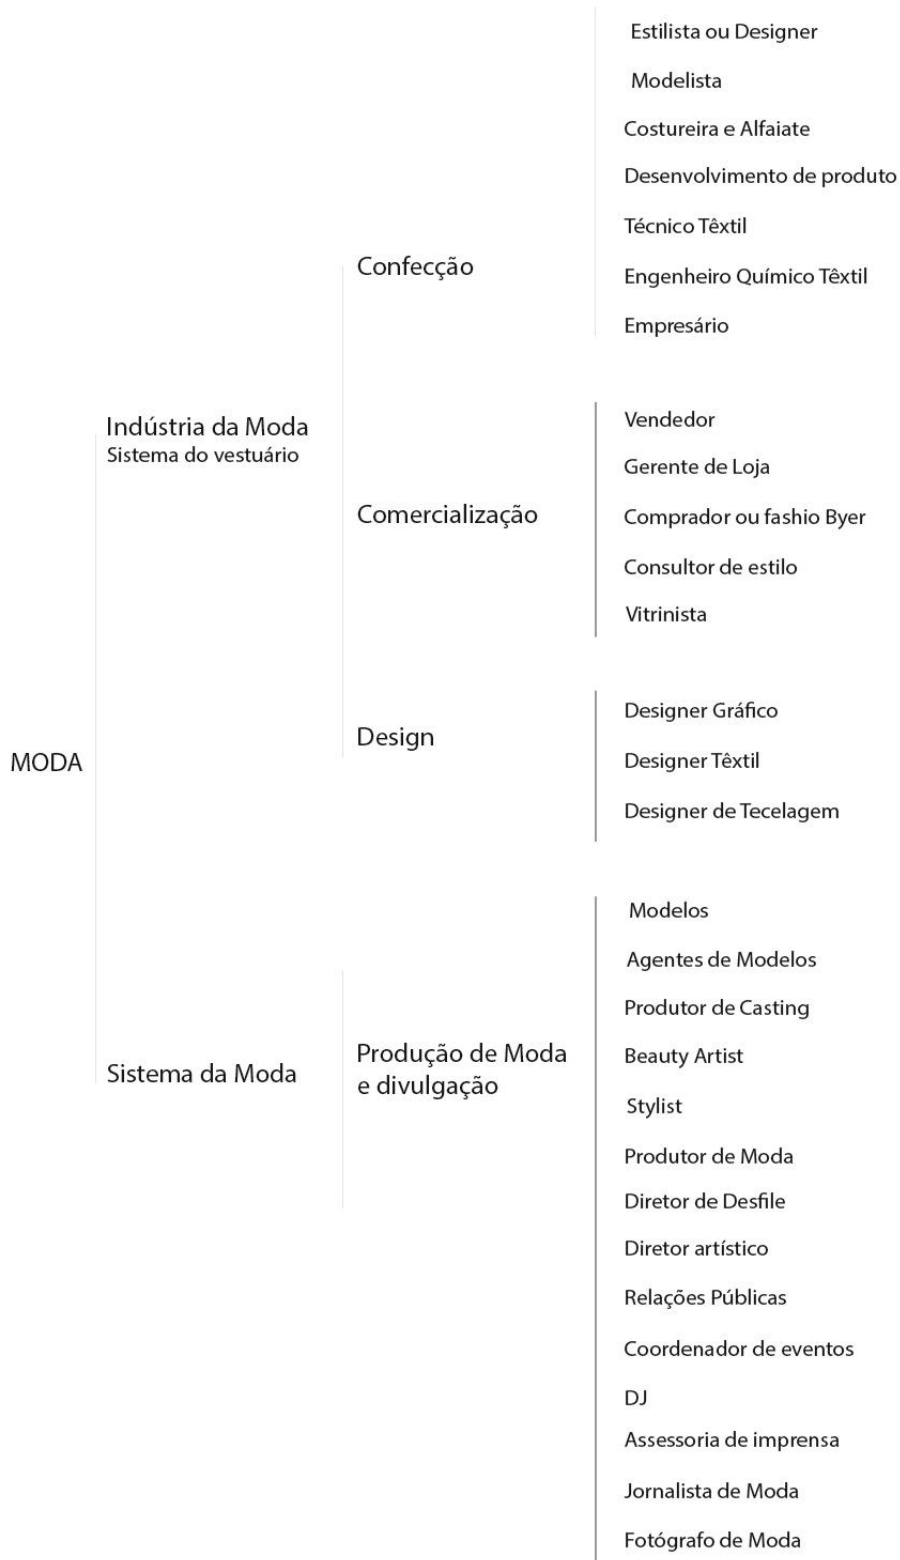 Estilista ou Designer
Modelista
Costureira e Alfaiate
Desenvolvimento de produto
Técnico Têxtil
Confecção
Engenheiro Químico Têxtil
Empresário
Indústria da Moda
Sistema do vestuário
Vendedor
Gerente de Loja
Comercialização
Comprador ou fashio Byer
Consultor de estilo
Vitrinista
Design
Designer Gráfico
Designer Têxtil
Designer de Tecelagem
MODA
Modelos
Agentes de Modelos
Produtor de Casting
Sistema da Moda
Produção de Moda
e divulgação
Beauty Artist
Stylist
Produtor de Moda
Diretor de Desfile
Diretor artístico
Relações Públicas
Coordenador de eventos
DJ
Assessoria de imprensa
Jornalista de Moda
Fotógrafo de Moda